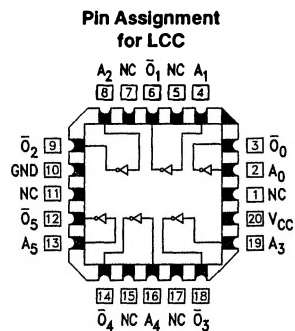 Pin Assignment
for LCC
A₂ NC Ō₁ NC A₁
8 7 6 5 4
Ō₂ 9
GND 10
NC 11
Ō₅ 12
A₅ 13
3 Ō₀
2 A₀
1 NC
20 V_CC
19 A₃
14 15 16 17 18
Ō₄ NC A₄ NC Ō₃